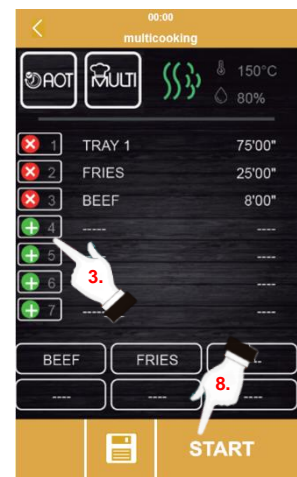 00:00
multicooking
AOT MULTI 150°C
80%
1 TRAY 1 75'00"
2 FRIES 25'00"
3 BEEF 8'00"
4 ----- ----
5 ----
6 ----
7 ----- ----
3.
BEEF FRIES --
8.
---- ---- ----
START